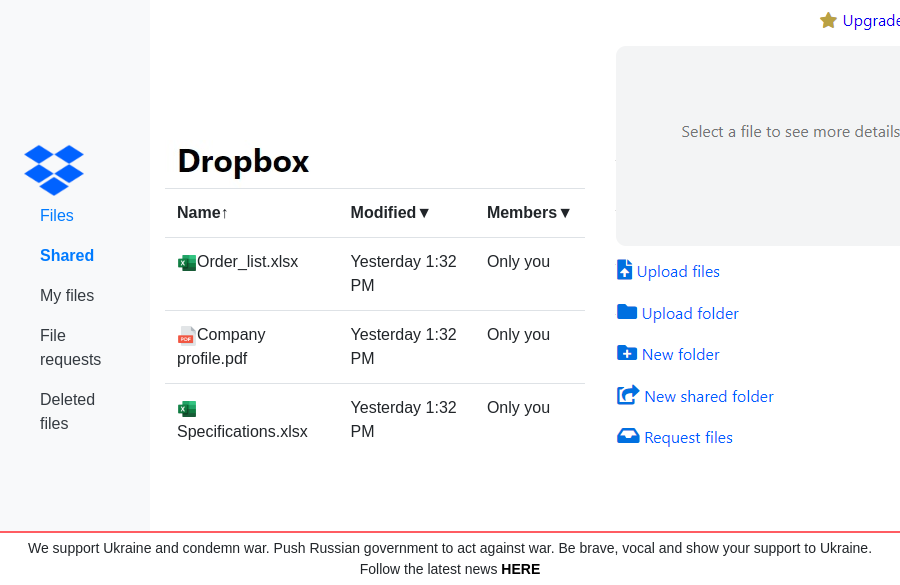 Upgrade
Select a file to see more details
Dropbox
Files
Shared
My files
File
requests
Deleted
files
Name↑ Modified▼ Members▼
Order_list.xlsx Yesterday 1:32 PM Only you
Company profile.pdf Yesterday 1:32 PM Only you
Specifications.xlsx Yesterday 1:32 PM Only you
Upload files
Upload folder
New folder
New shared folder
Request files
We support Ukraine and condemn war. Push Russian government to act against war. Be brave, vocal and show your support to Ukraine.
Follow the latest news HERE